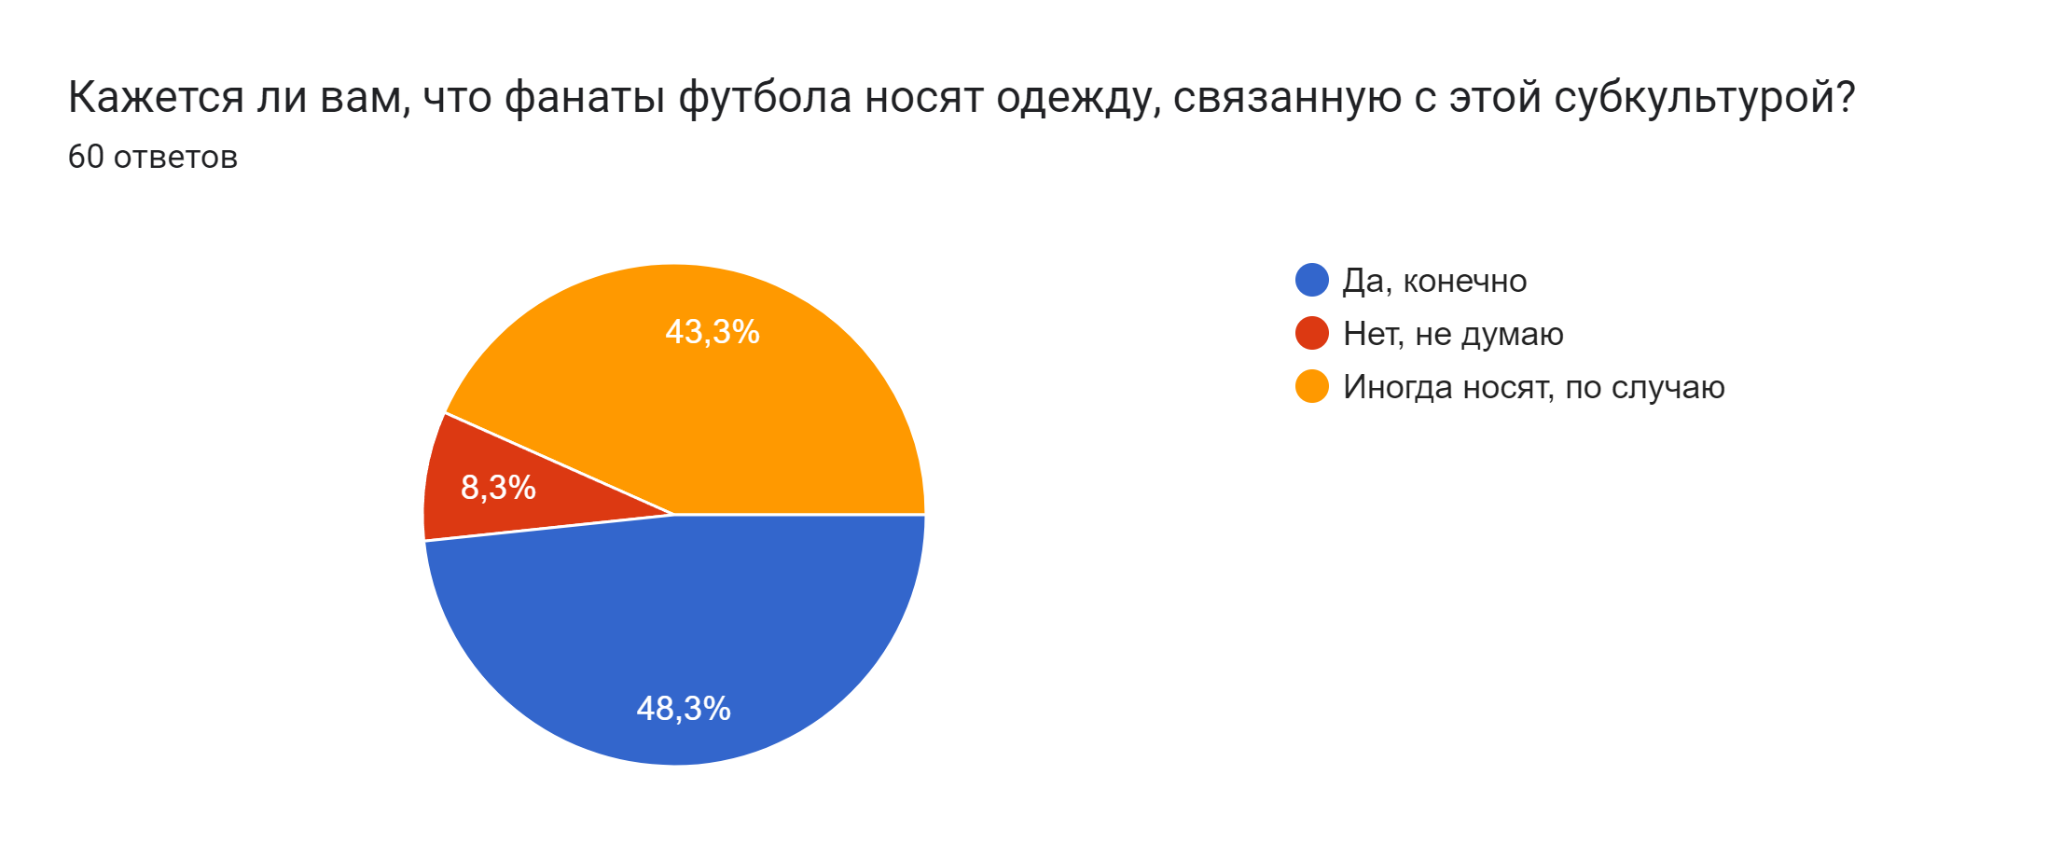 Кажется ли вам, что фанаты футбола носят одежду, связанную с этой субкультурой?
60 ответов
43,3%
8,3%
48,3%
Да, конечно
Нет, не думаю
Иногда носят, по случаю